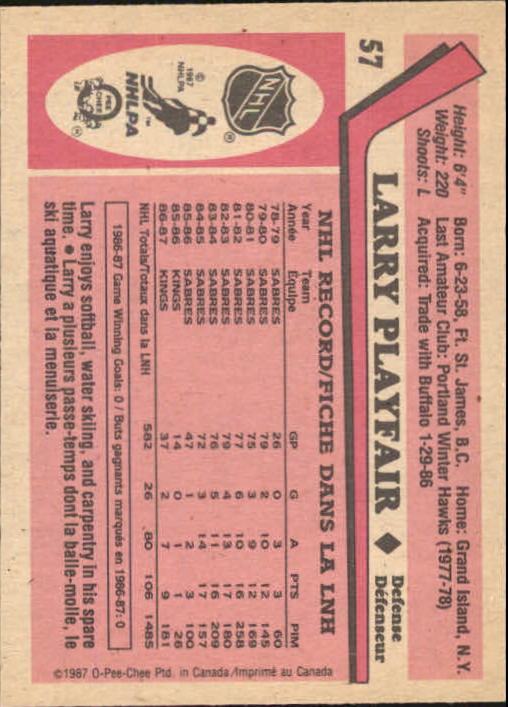 57
Height: 6'4" Born: 6-23-58, Ft. St. James, B.C. Home: Grand Island, N.Y.
Weight: 220 Last Amateur Club: Portland Winter Hawks (1977-78)
Shoots: L Acquired: Trade with Buffalo 1-29-86
LARRY PLAYFAIR ◆ Defense
Défenseur
NHL RECORD/FICHE DANS LA LNH
Year Team
Année Équipe GP G A PTS PIM
78-79 SABRES 26 0 3 3 60
79-80 SABRES 79 2 10 12 145
80-81 SABRES 75 3 9 12 169
81-82 SABRES 77 6 10 16 258
82-83 SABRES 79 4 13 17 180
83-84 SABRES 76 5 11 16 209
84-85 SABRES 72 3 14 17 157
85-86 SABRES 47 1 2 3 100
85-86 KINGS 14 0 1 1 26
86-87 KINGS 37 2 7 9 181
NHL Totals/Totaux dans la LNH 582 26 80 106 1485
1986-87 Game Winning Goals: 0 / Buts gagnants marqués en 1986-87: 0
Larry enjoys softball, water skiing, and carpentry in his spare
time. ● Larry a plusieurs passe-temps dont la balle-molle, le
ski aquatique et la menuiserie.
NHL ®
© 1987 NHLPA
NHLPA ™
O PEE CHEE ®
©1987 O-Pee-Chee Ptd. in Canada/Imprimé au Canada